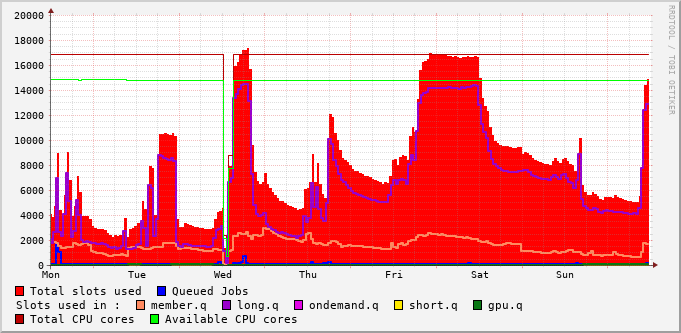 20000
18000
16000
14000
12000
10000
8000
6000
4000
2000
0
Mon Tue Wed Thu Fri Sat Sun
RRDTOOL / TOBI OETIKER
Total slots used Queued Jobs
Slots used in : member.q long.q ondemand.q short.q gpu.q
Total CPU cores Available CPU cores